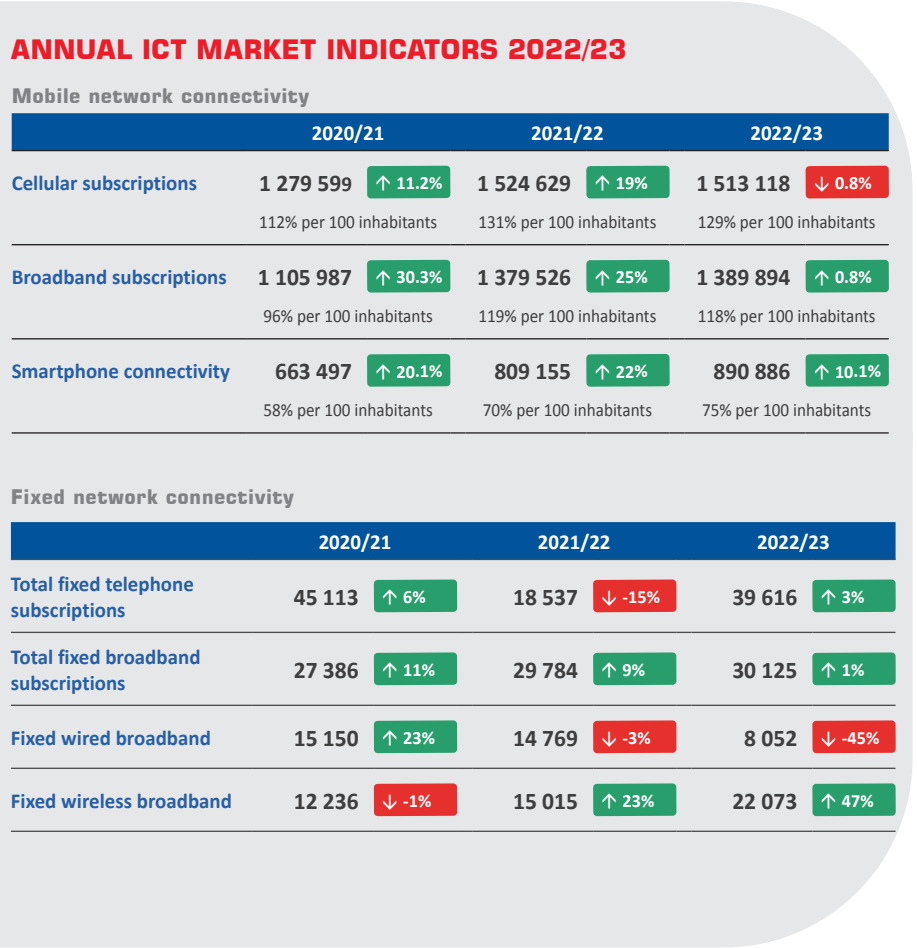 ANNUAL ICT MARKET INDICATORS 2022/23
Mobile network connectivity
2020/21 2021/22 2022/23
Cellular subscriptions 1 279 599 ↑ 11.2% 1 524 629 ↑ 19% 1 513 118 ↓ 0.8%
112% per 100 inhabitants 131% per 100 inhabitants 129% per 100 inhabitants
Broadband subscriptions 1 105 987 ↑ 30.3% 1 379 526 ↑ 25% 1 389 894 ↑ 0.8%
96% per 100 inhabitants 119% per 100 inhabitants 118% per 100 inhabitants
Smartphone connectivity 663 497 ↑ 20.1% 809 155 ↑ 22% 890 886 ↑ 10.1%
58% per 100 inhabitants 70% per 100 inhabitants 75% per 100 inhabitants
Fixed network connectivity
2020/21 2021/22 2022/23
Total fixed telephone
subscriptions 45 113 ↑ 6% 18 537 ↓ -15% 39 616 ↑ 3%
Total fixed broadband
subscriptions 27 386 ↑ 11% 29 784 ↑ 9% 30 125 ↑ 1%
Fixed wired broadband 15 150 ↑ 23% 14 769 ↓ -3% 8 052 ↓ -45%
Fixed wireless broadband 12 236 ↓ -1% 15 015 ↑ 23% 22 073 ↑ 47%